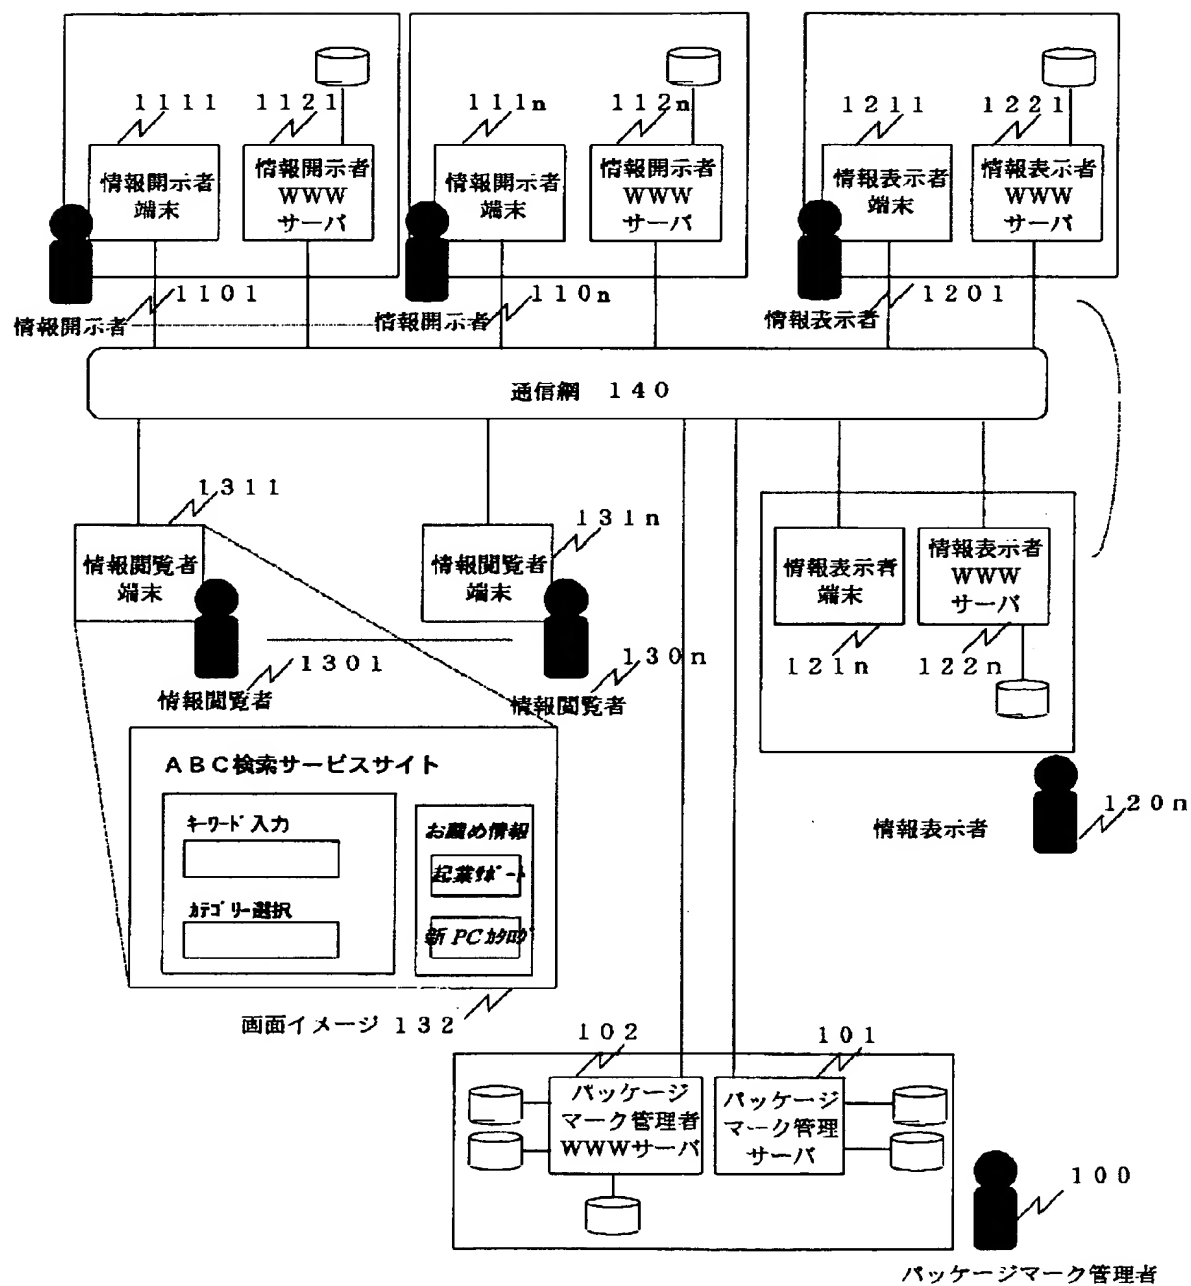 1111
1121
111n
112n
1211
1221
情報開示者
端末
情報開示者
WWW
サーバ
情報開示者
端末
情報開示者
WWW
サーバ
情報表示者
端末
情報表示者
WWW
サーバ
1101
110n
1201
情報開示者
情報開示者
情報表示者
通信網 140
1311
131n
情報閲覧者
端末
情報閲覧者
端末
情報表示者
端末
情報表示者
WWW
サーバ
1301
130n
121n
122n
情報閲覧者
情報閲覧者
ABC検索サービスサイト
キーワード入力
カテゴリー選択
お薦め情報
起業サポート
新PCカタログ
120n
情報表示者
画面イメージ 132
102
101
パッケージ
マーク管理者
WWWサーバ
パッケージ
マーク管理
サーバ
100
パッケージマーク管理者